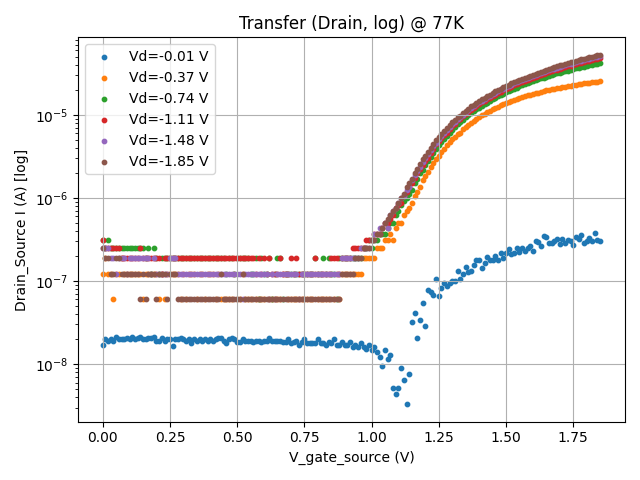 Transfer (Drain, log) @ 77K
Vd=-0.01 V
Vd=-0.37 V
Vd=-0.74 V
Vd=-1.11 V
Vd=-1.48 V
Vd=-1.85 V
Drain_Source I (A) [log]
10⁻⁵
10⁻⁶
10⁻⁷
10⁻⁸
0.00 0.25 0.50 0.75 1.00 1.25 1.50 1.75
V_gate_source (V)